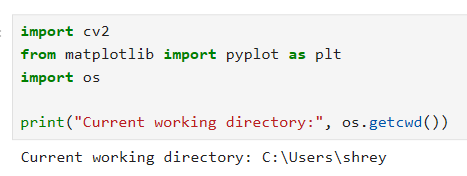 import cv2
from matplotlib import pyplot as plt
import os
print("Current working directory:", os.getcwd())
Current working directory: C:\Users\shrey